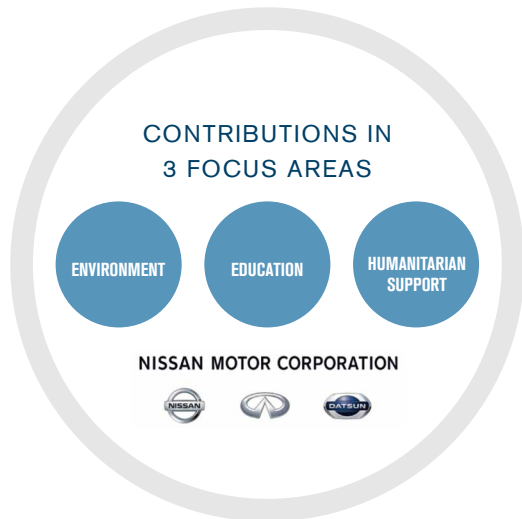 CONTRIBUTIONS IN
3 FOCUS AREAS
ENVIRONMENT
EDUCATION
HUMANITARIAN
SUPPORT
NISSAN MOTOR CORPORATION
NISSAN
DATSUN